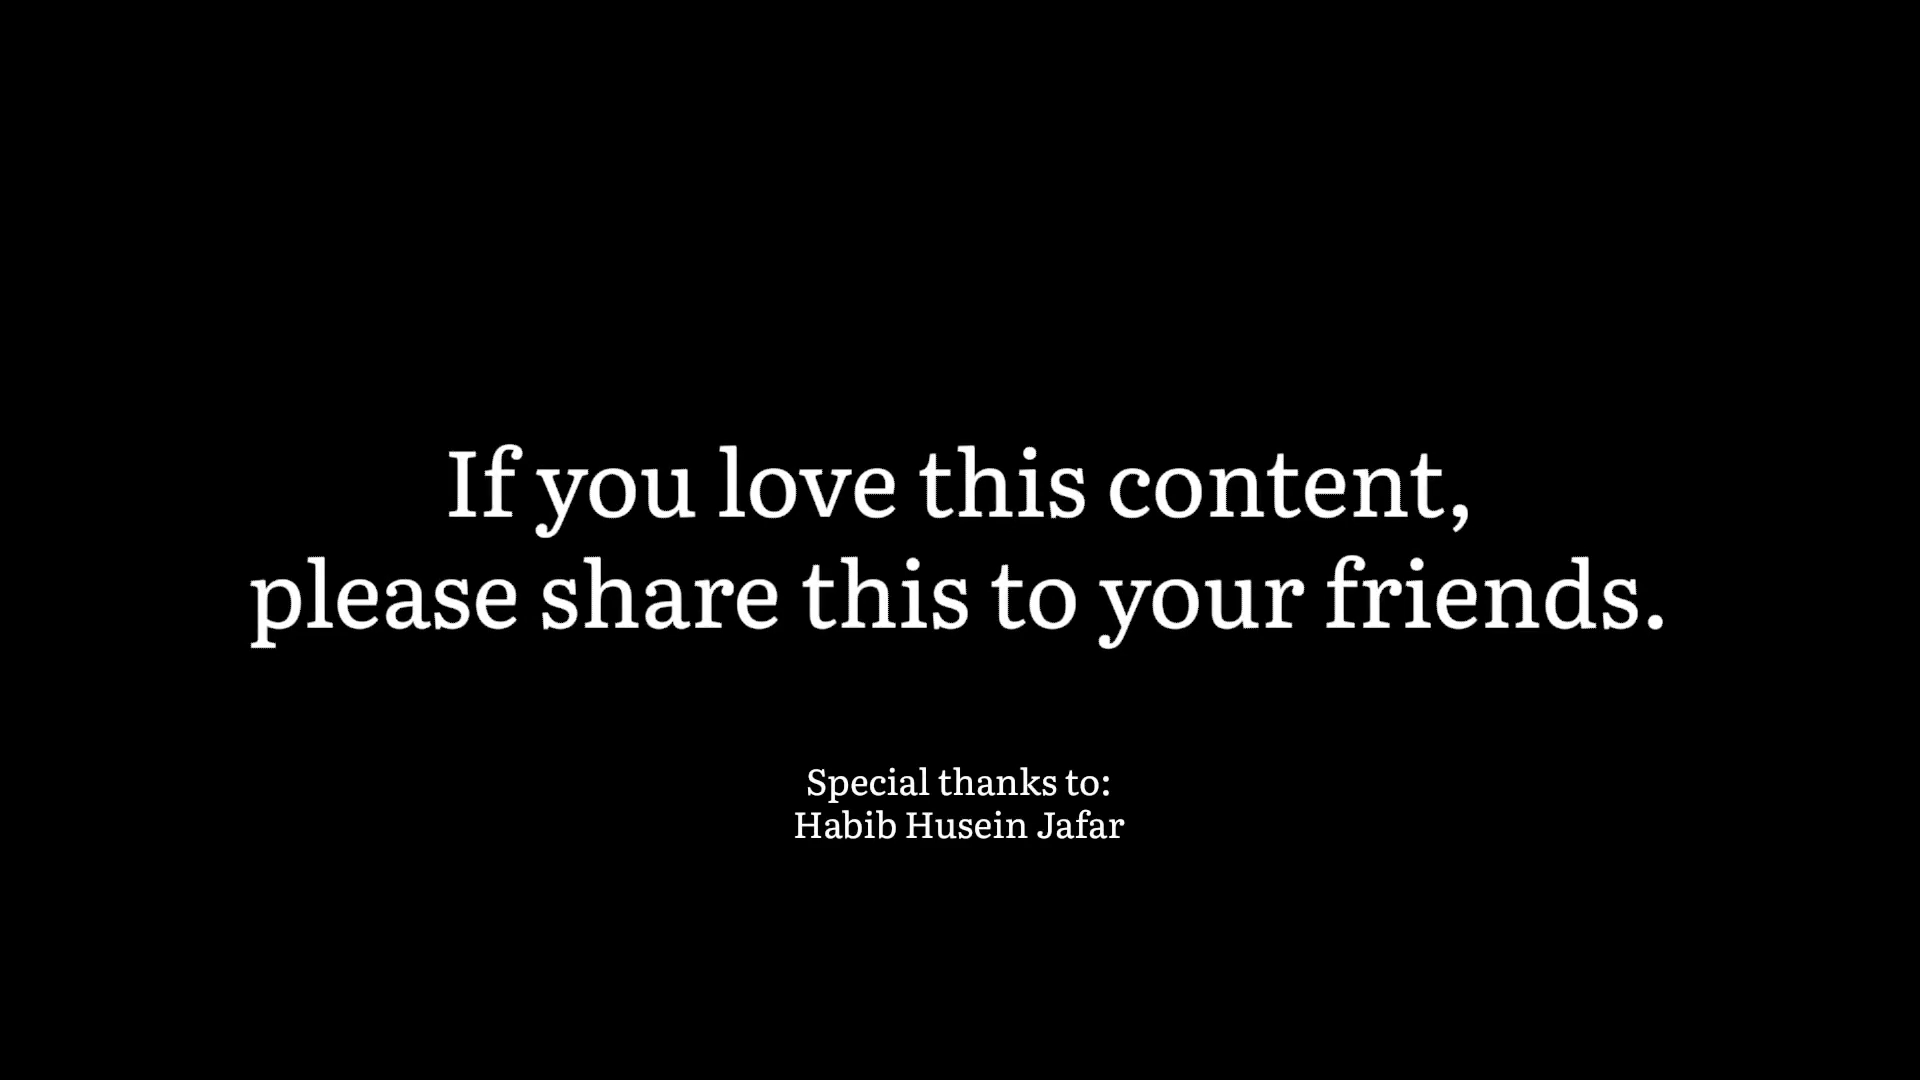 If you love this content,
please share this to your friends.
Special thanks to:
Habib Husein Jafar